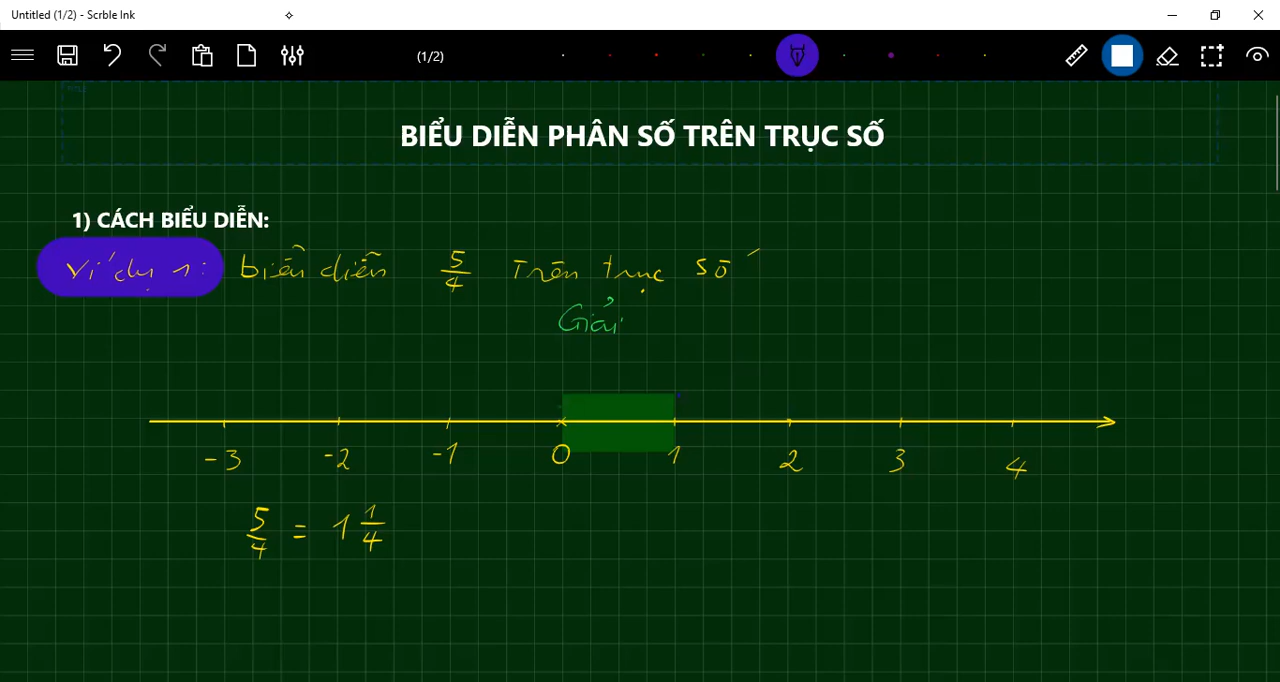 Untitled (1/2) - Scrble Ink
(1/2)
BIỂU DIỄN PHÂN SỐ TRÊN TRỤC SỐ
1) CÁCH BIỂU DIỄN:
Ví dụ 1: biểu diễn 5/4 Trên trục số
Giải
-3 -2 -1 0 1 2 3 4
5/4 = 1 1/4